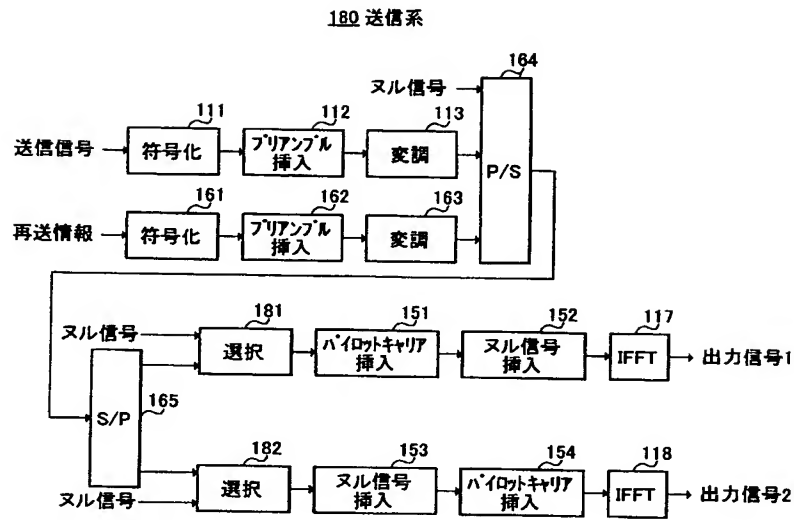 180 送信系
164
ヌル信号
111
112
113
送信信号
符号化
プリアンブル
挿入
変調
P/S
161
162
163
再送情報
符号化
プリアンブル
挿入
変調
181
151
152
117
ヌル信号
選択
パイロットキャリア
挿入
ヌル信号
挿入
IFFT
出力信号1
S/P
165
182
153
154
118
ヌル信号
選択
ヌル信号
挿入
パイロットキャリア
挿入
IFFT
出力信号2